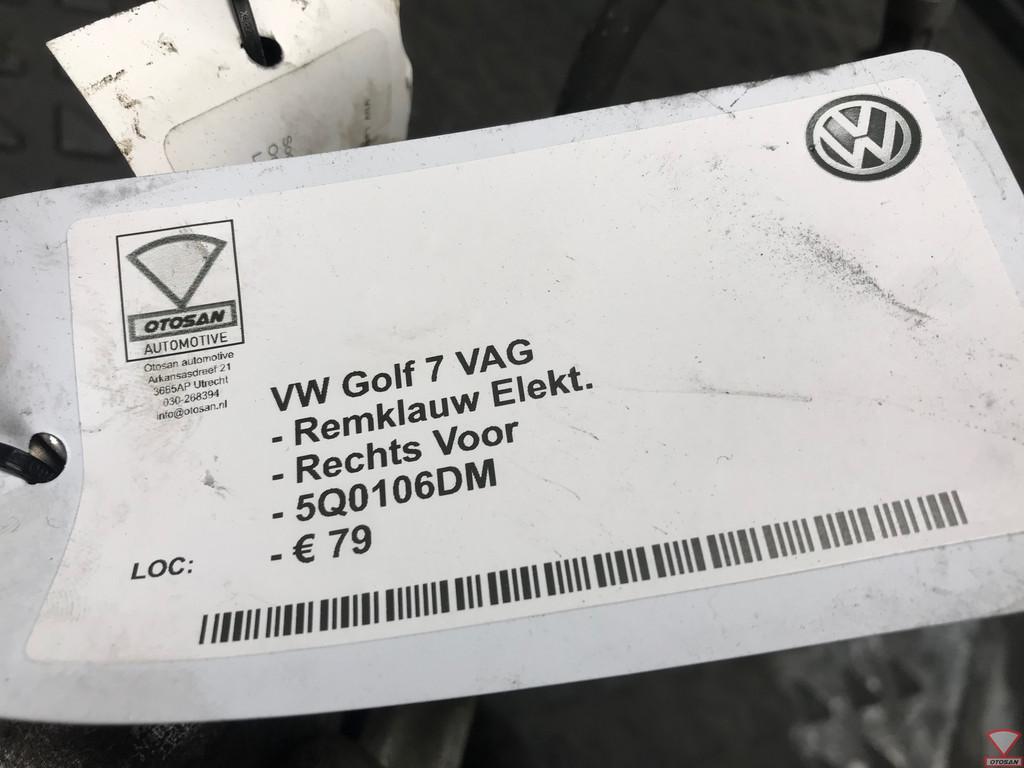 OTOSAN
AUTOMOTIVE
Otosan automotive
Arkansasdreef 21
3565AP Utrecht
030-268394
info@otosan.nl
VW Golf 7 VAG
- Remklauw Elekt.
- Rechts Voor
- 5Q0106DM
- € 79
LOC:
OTOSAN